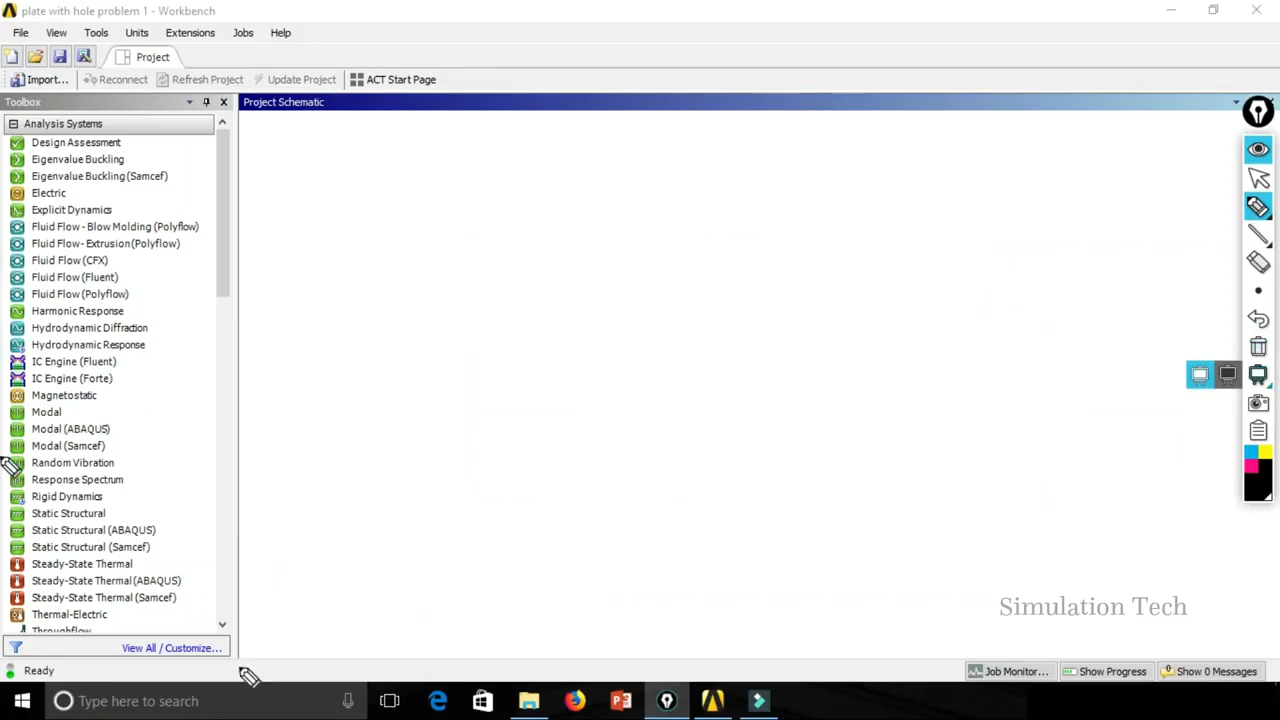 plate with hole problem 1 - Workbench
File View Tools Units Extensions Jobs Help
Project
Import... Reconnect Refresh Project Update Project ACT Start Page
Toolbox
Project Schematic
Analysis Systems
Design Assessment
Eigenvalue Buckling
Eigenvalue Buckling (Samcef)
Electric
Explicit Dynamics
Fluid Flow - Blow Molding (Polyflow)
Fluid Flow- Extrusion (Polyflow)
Fluid Flow (CFX)
Fluid Flow (Fluent)
Fluid Flow (Polyflow)
Harmonic Response
Hydrodynamic Diffraction
Hydrodynamic Response
IC Engine (Fluent)
IC Engine (Forte)
Magnetostatic
Modal
Modal (ABAQUS)
Modal (Samcef)
Random Vibration
Response Spectrum
Rigid Dynamics
Static Structural
Static Structural (ABAQUS)
Static Structural (Samcef)
Steady-State Thermal
Steady-State Thermal (ABAQUS)
Steady-State Thermal (Samcef)
Thermal-Electric
Throughflow
View All / Customize...
Simulation Tech
Ready
Job Monitor... Show Progress Show 0 Messages
Type here to search